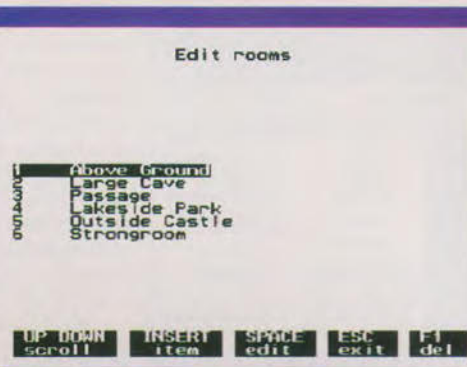 Edit rooms
1 Above Ground
2 Large Cave
3 Passage
4 Lakeside Park
5 Outside Castle
6 Strongroom
UP DOWN INSERT SPACE ESC F1
scroll item edit exit del